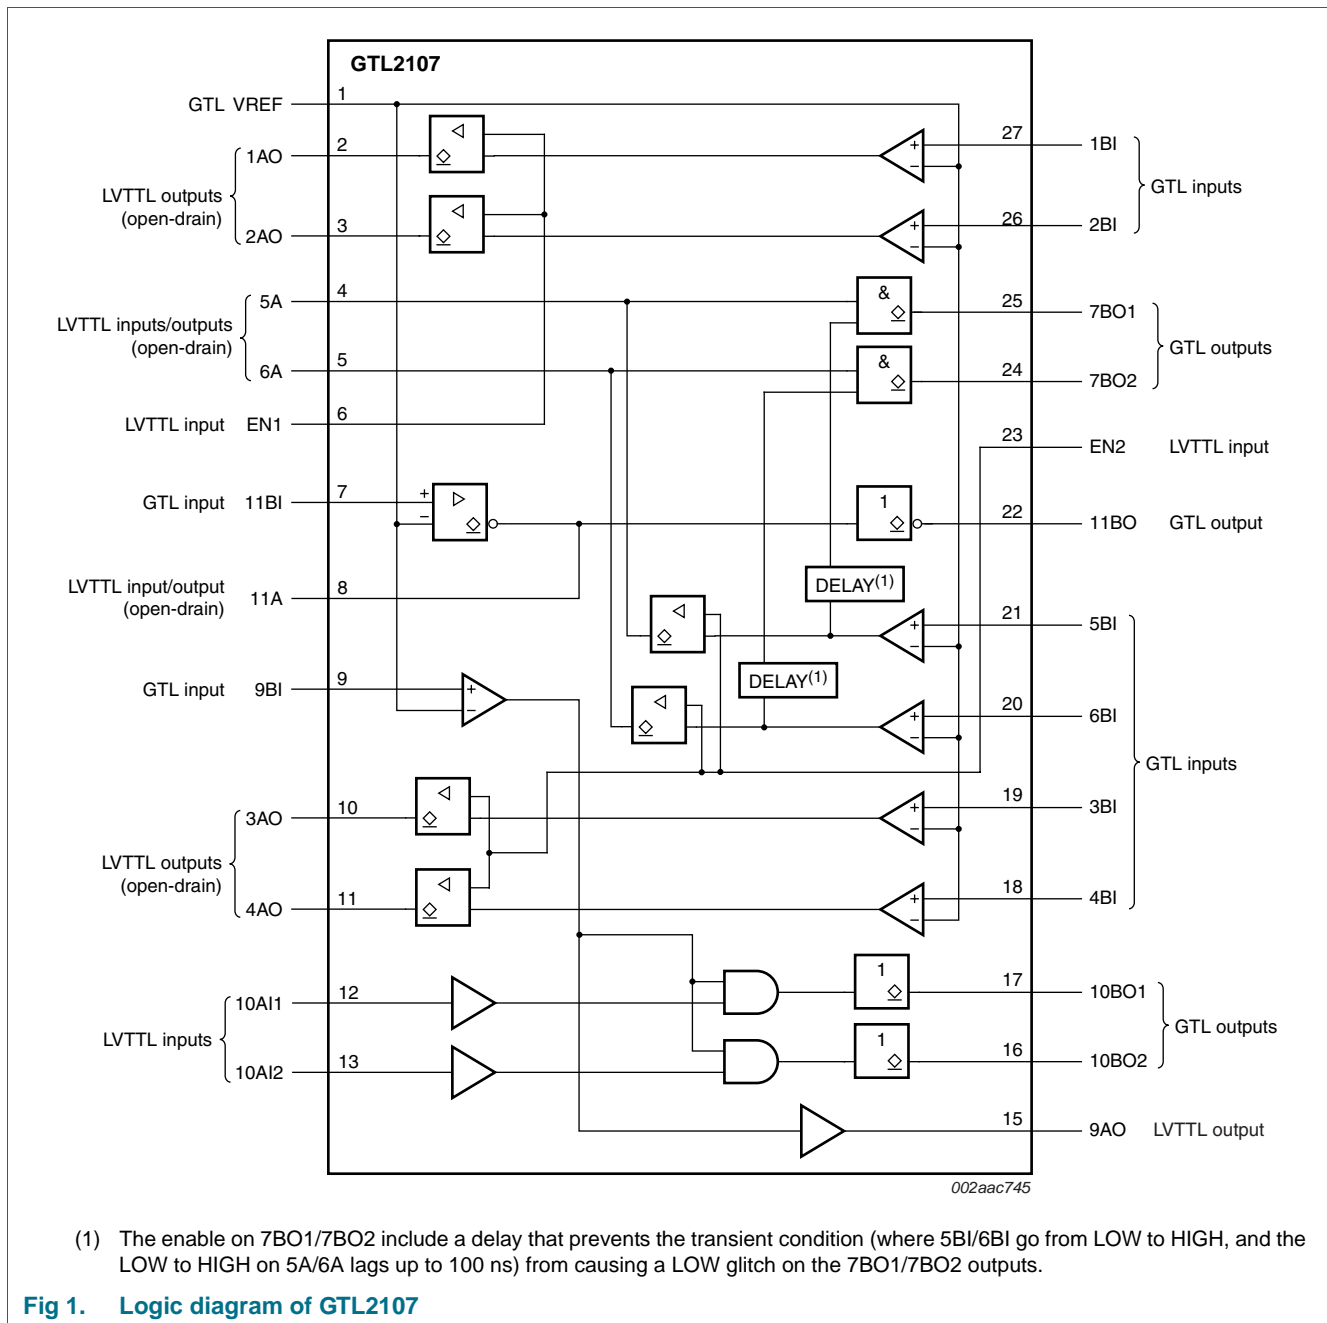 GTL2107
GTL VREF 1
1AO 2
LVTTL outputs
(open-drain)
2AO 3
5A 4
LVTTL inputs/outputs
(open-drain)
6A 5
LVTTL input EN1 6
GTL input 11BI 7
LVTTL input/output
(open-drain)
11A 8
GTL input 9BI 9
3AO 10
LVTTL outputs
(open-drain)
4AO 11
10AI1 12
LVTTL inputs
10AI2 13
+
−
+
−
&
&
1
DELAY(1)
DELAY(1)
+
−
+
−
+
−
+
−
+
−
+
−
1
1
27 1BI
GTL inputs
26 2BI
25 7BO1
GTL outputs
24 7BO2
23 EN2 LVTTL input
22 11BO GTL output
21 5BI
20 6BI
GTL inputs
19 3BI
18 4BI
17 10BO1
GTL outputs
16 10BO2
15 9AO LVTTL output
002aac745
(1) The enable on 7BO1/7BO2 include a delay that prevents the transient condition (where 5BI/6BI go from LOW to HIGH, and the
LOW to HIGH on 5A/6A lags up to 100 ns) from causing a LOW glitch on the 7BO1/7BO2 outputs.
Fig 1. Logic diagram of GTL2107